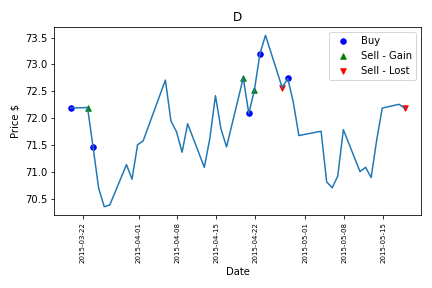 D
Buy
Sell - Gain
Sell - Lost
Price $
73.5
73.0
72.5
72.0
71.5
71.0
70.5
2015-03-22
2015-04-01
2015-04-08
2015-04-15
2015-04-22
2015-05-01
2015-05-08
2015-05-15
Date